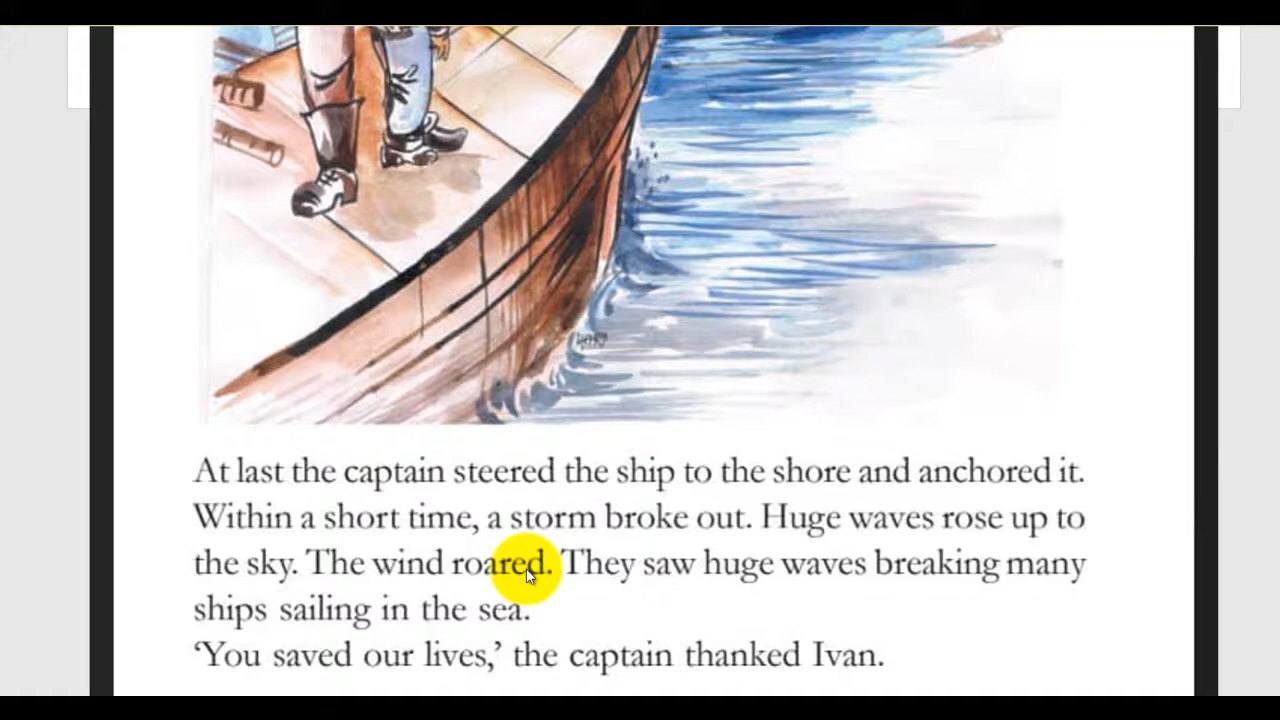 At last the captain steered the ship to the shore and anchored it.
Within a short time, a storm broke out. Huge waves rose up to
the sky. The wind roared. They saw huge waves breaking many
ships sailing in the sea.
‘You saved our lives,’ the captain thanked Ivan.